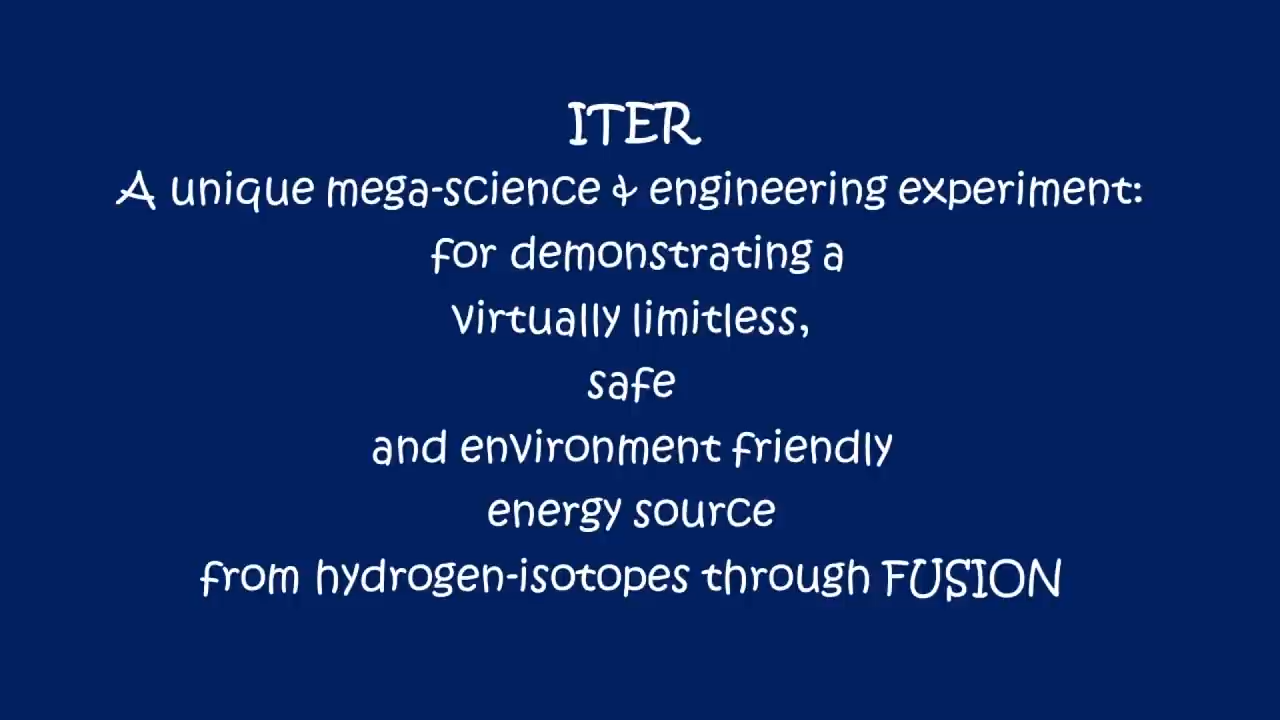 ITER
A unique mega-science & engineering experiment:
for demonstrating a
virtually limitless,
safe
and environment friendly
energy source
from hydrogen-isotopes through FUSION